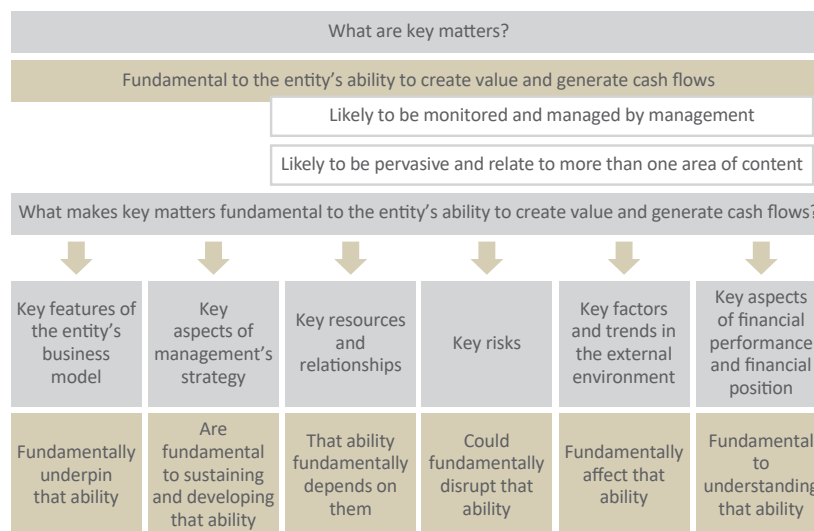 What are key matters?
Fundamental to the entity’s ability to create value and generate cash flows
Likely to be monitored and managed by management
Likely to be pervasive and relate to more than one area of content
What makes key matters fundamental to the entity’s ability to create value and generate cash flows?
Key features of
the entity’s
business
model
Key
aspects of
management’s
strategy
Key resources
and
relationships
Key risks
Key factors
and trends in
the external
environment
Key aspects
of financial
performance
and financial
position
Fundamentally
underpin
that ability
Are
fundamental
to sustaining
and developing
that ability
That ability
fundamentally
depends on
them
Could
fundamentally
disrupt that
ability
Fundamentally
affect that
ability
Fundamental
to
understanding
that ability